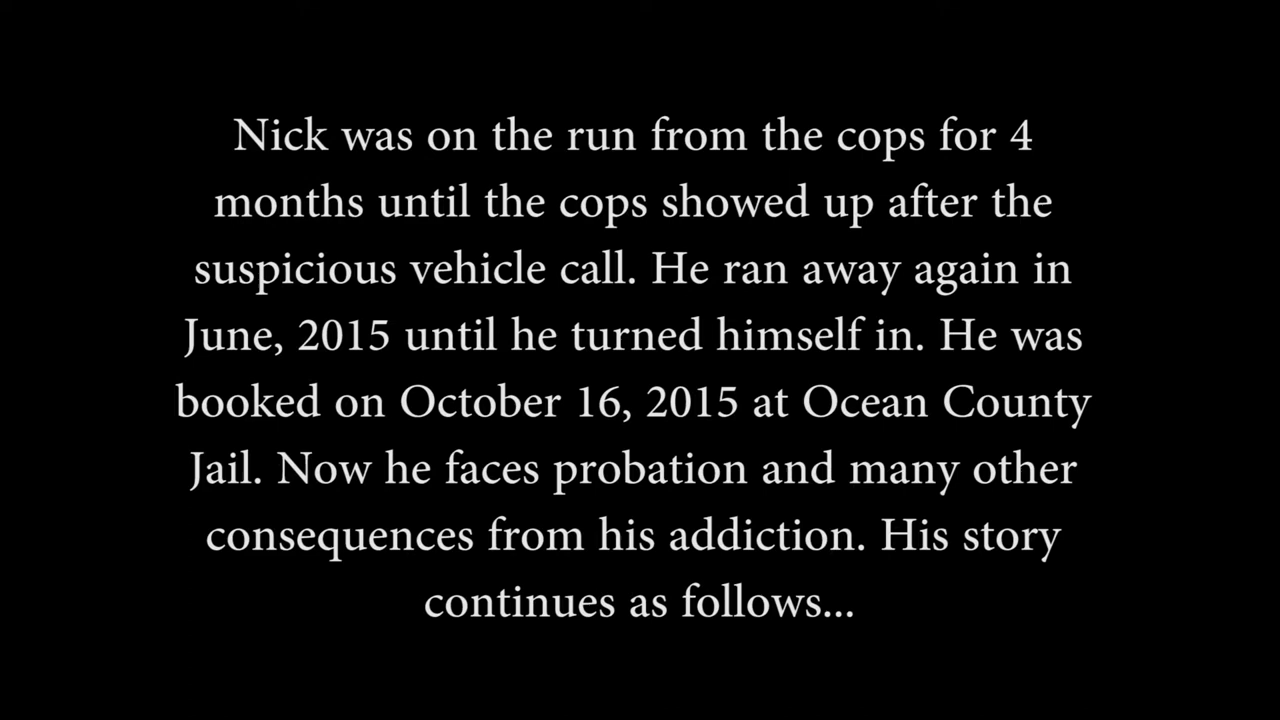 Nick was on the run from the cops for 4
months until the cops showed up after the
suspicious vehicle call. He ran away again in
June, 2015 until he turned himself in. He was
booked on October 16, 2015 at Ocean County
Jail. Now he faces probation and many other
consequences from his addiction. His story
continues as follows...